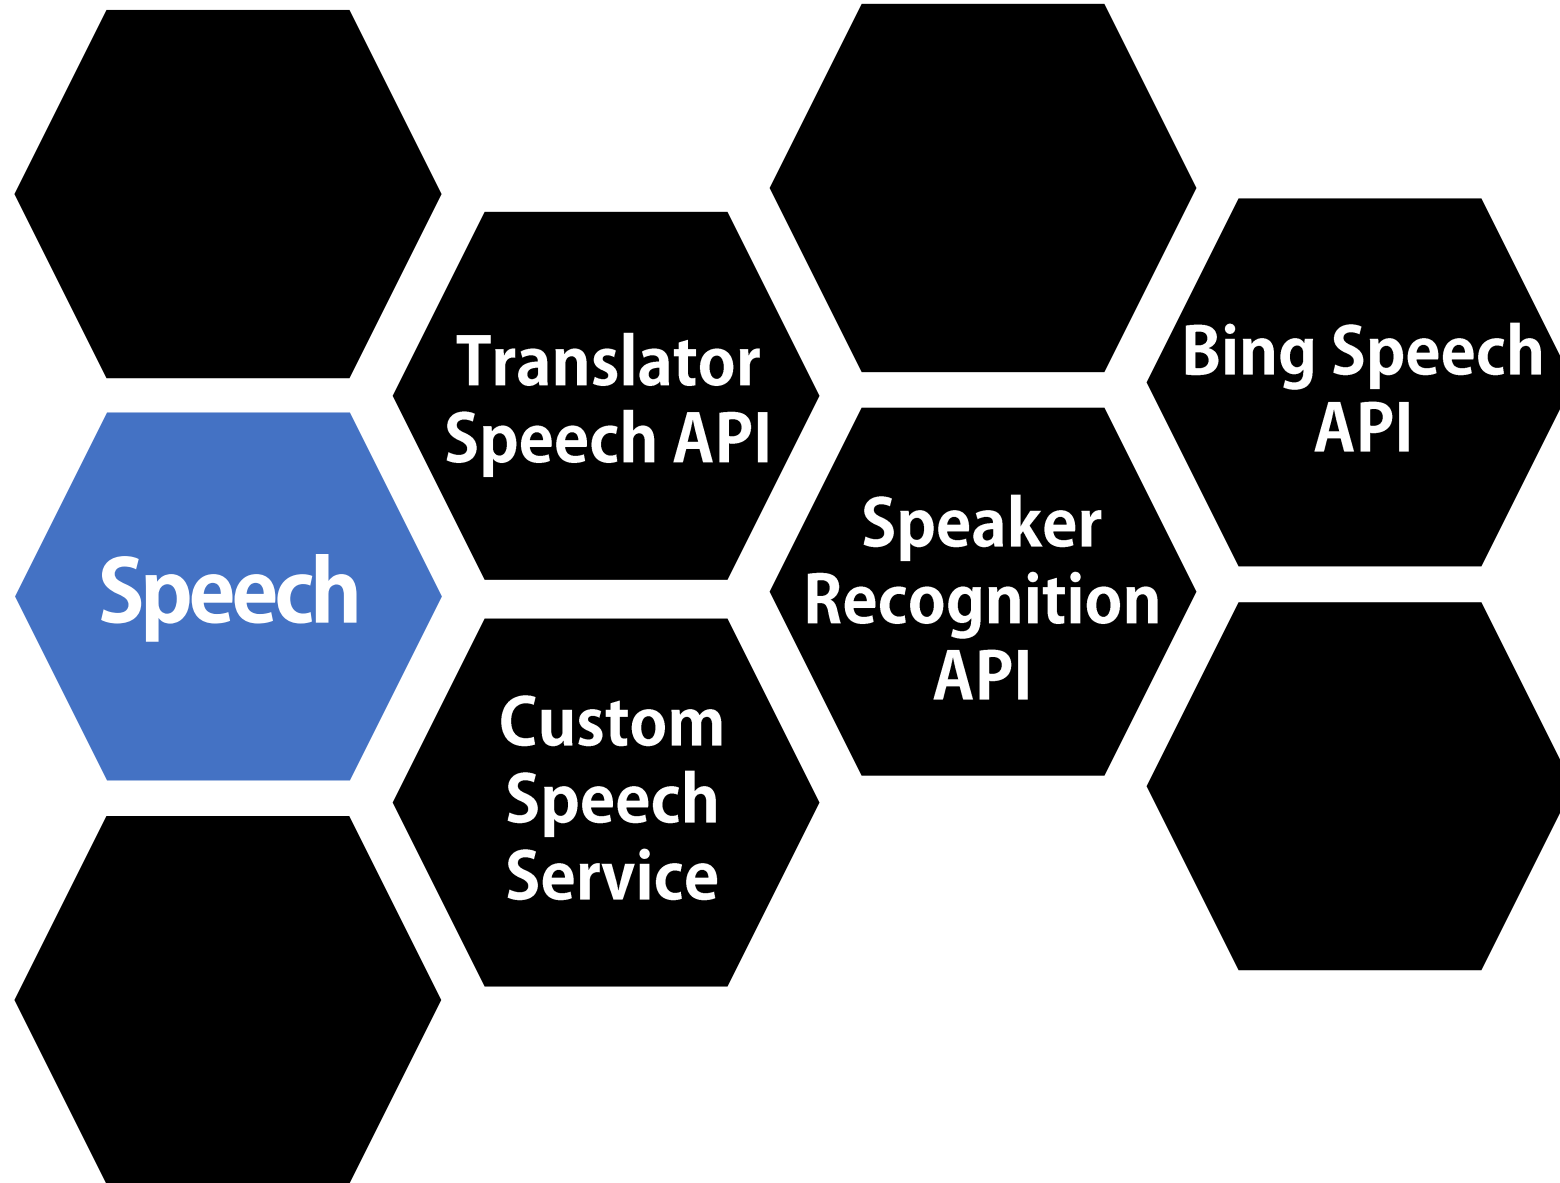 Speech
Translator
Speech API
Custom
Speech
Service
Speaker
Recognition
API
Bing Speech
API